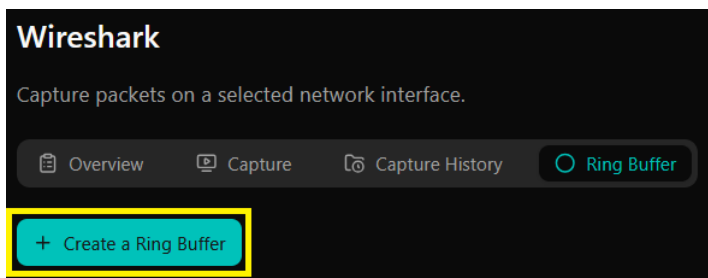 Wireshark
Capture packets on a selected network interface.
Overview Capture Capture History Ring Buffer
+ Create a Ring Buffer